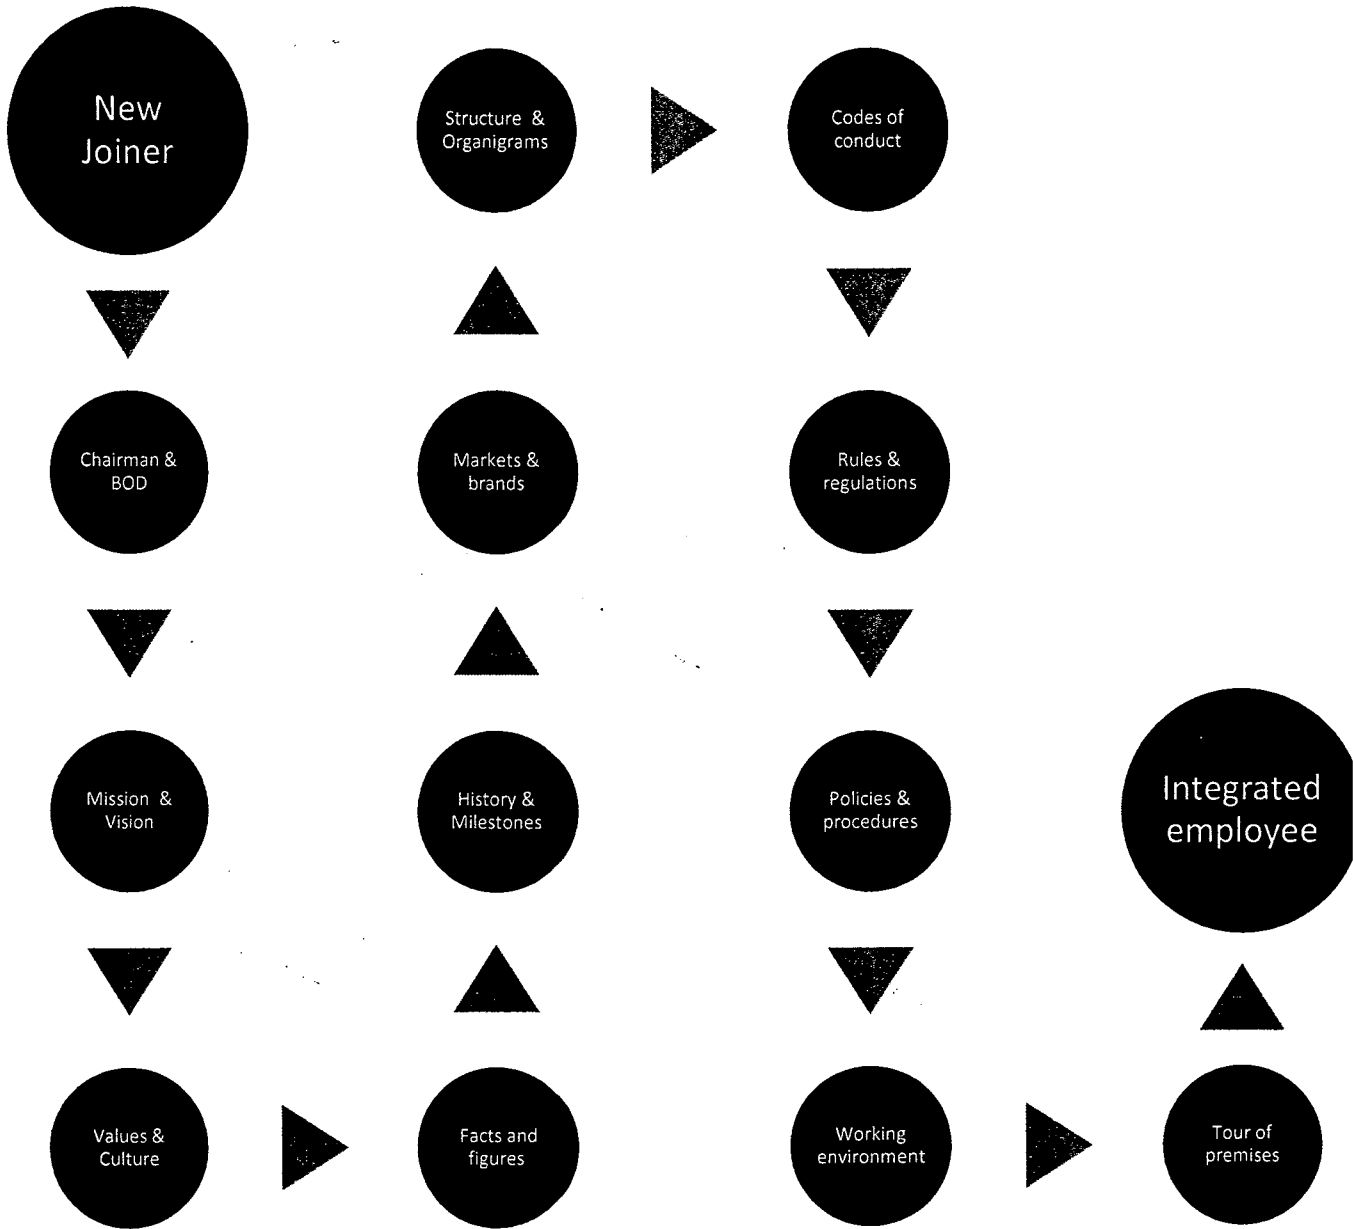 New
Joiner
Chairman &
BOD
Mission &
Vision
Values &
Culture
Facts and
figures
History &
Milestones
Markets &
brands
Structure &
Organigrams
Codes of
conduct
Rules &
regulations
Policies &
procedures
Working
environment
Tour of
premises
Integrated
employee